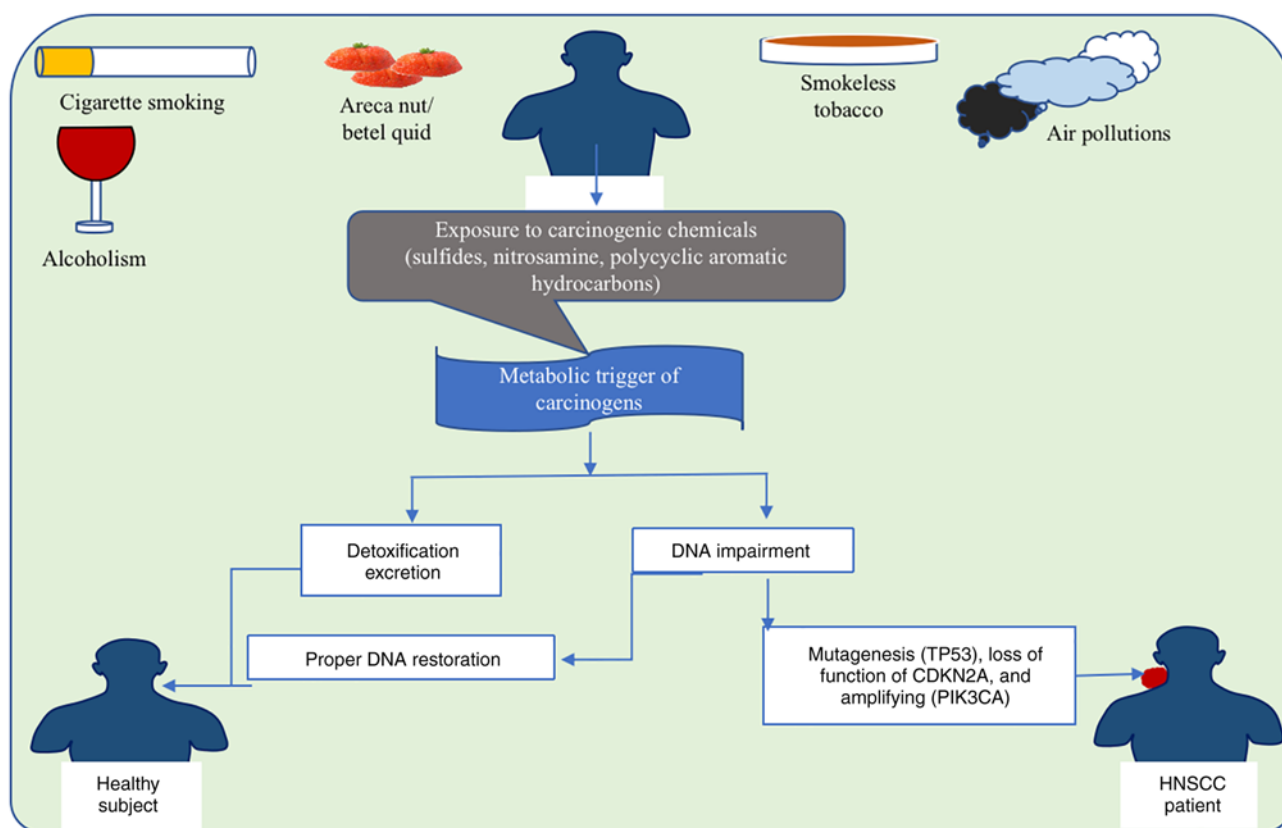 Cigarette smoking
Areca nut/
betel quid
Smokeless
tobacco
Air pollutions
Alcoholism
Exposure to carcinogenic chemicals
(sulfides, nitrosamine, polycyclic aromatic
hydrocarbons)
Metabolic trigger of
carcinogens
Detoxification
excretion
DNA impairment
Proper DNA restoration
Mutagenesis (TP53), loss of
function of CDKN2A, and
amplifying (PIK3CA)
Healthy
subject
HNSCC
patient